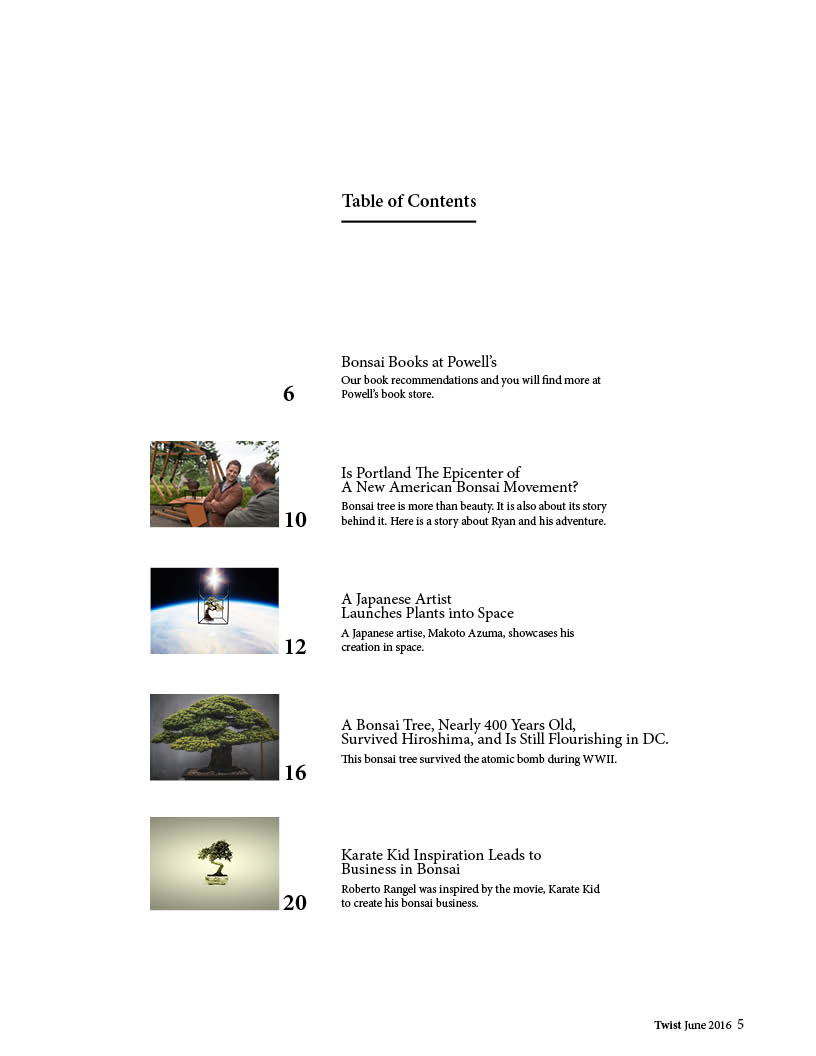 Table of Contents
6
Bonsai Books at Powell’s
Our book recommendations and you will find more at
Powell’s book store.
10
Is Portland The Epicenter of
A New American Bonsai Movement?
Bonsai tree is more than beauty. It is also about its story
behind it. Here is a story about Ryan and his adventure.
12
A Japanese Artist
Launches Plants into Space
A Japanese artise, Makoto Azuma, showcases his
creation in space.
16
A Bonsai Tree, Nearly 400 Years Old,
Survived Hiroshima, and Is Still Flourishing in DC.
This bonsai tree survived the atomic bomb during WWII.
20
Karate Kid Inspiration Leads to
Business in Bonsai
Roberto Rangel was inspired by the movie, Karate Kid
to create his bonsai business.
Twist June 2016 5